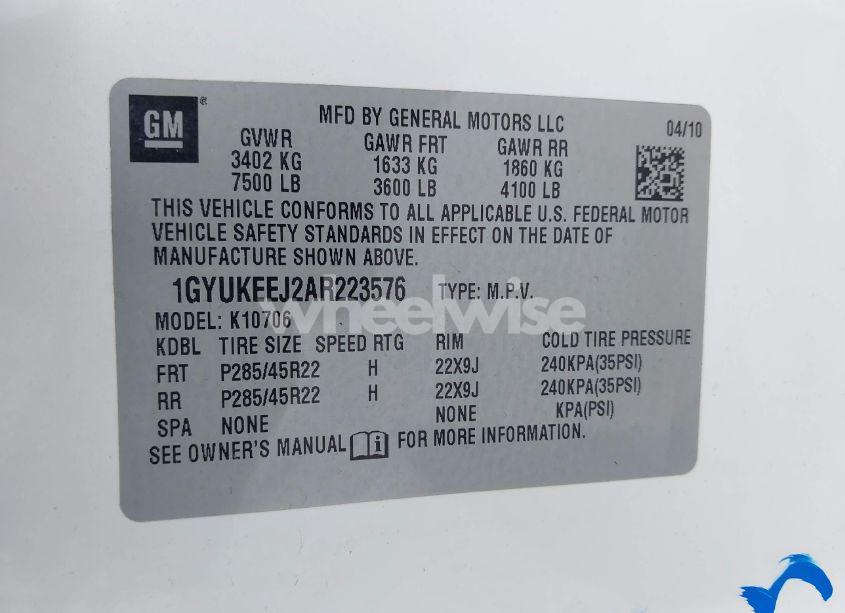 GM®
MFD BY GENERAL MOTORS LLC 04/10
GVWR GAWR FRT GAWR RR
3402 KG 1633 KG 1860 KG
7500 LB 3600 LB 4100 LB
THIS VEHICLE CONFORMS TO ALL APPLICABLE U.S. FEDERAL MOTOR
VEHICLE SAFETY STANDARDS IN EFFECT ON THE DATE OF
MANUFACTURE SHOWN ABOVE.
1GYUKEEJ2AR223576 TYPE: M.P.V.
wheelwise
MODEL: K10706
KDBL TIRE SIZE SPEED RTG RIM COLD TIRE PRESSURE
FRT P285/45R22 H 22X9J 240KPA(35PSI)
RR P285/45R22 H 22X9J 240KPA(35PSI)
SPA NONE NONE KPA(PSI)
SEE OWNER'S MANUAL FOR MORE INFORMATION.